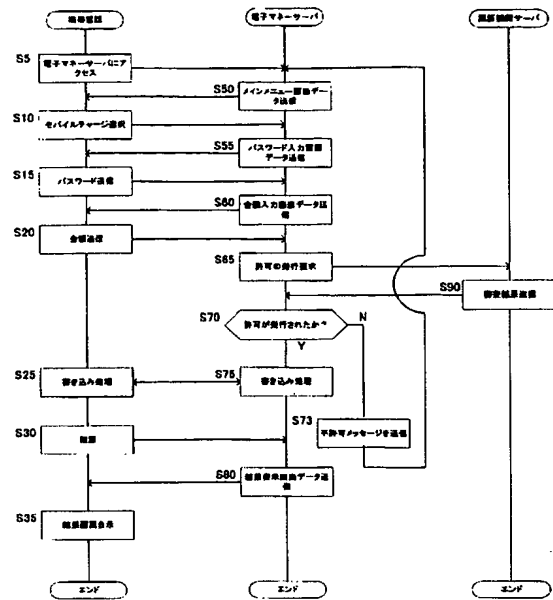 携帯電話
電子マネーサーバ
金融機関サーバ
S5
電子マネーサーバにア
クセス
S50
メインメニュー画面デー
タ送信
S10
モバイルチャージ選択
S55
パスワード入力画面
データ送信
S15
パスワード送信
S60
金額入力画面データ送
信
S20
金額送信
S65
許可の発行要求
S90
審査結果送信
S70
許可が発行されたか?
N
Y
S25
書き込み処理
S75
書き込み処理
S73
不許可メッセージを送信
S30
S80
結果表示画面データ送
信
S35
結果画面表示
エンド
エンド
エンド